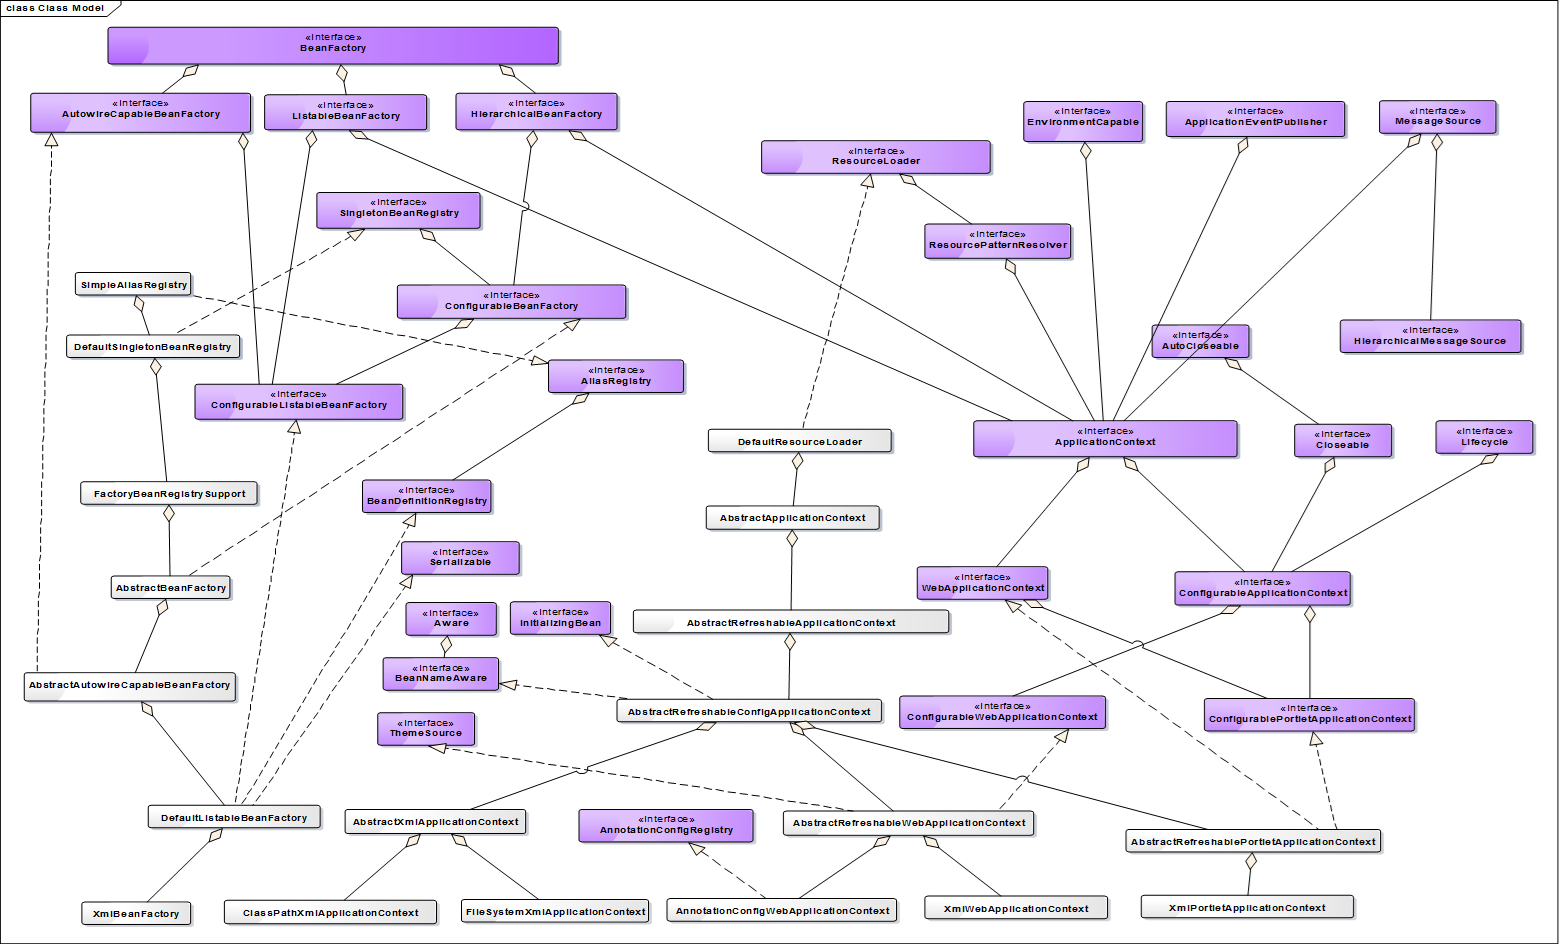 class Class Model
«Interface»
BeanFactory
«Interface»
AutowireCapableBeanFactory
«Interface»
ListableBeanFactory
«Interface»
HierarchicalBeanFactory
«Interface»
EnvironmentCapable
«Interface»
ApplicationEventPublisher
«Interface»
MessageSource
«Interface»
ResourceLoader
«Interface»
SingletonBeanRegistry
«Interface»
ResourcePatternResolver
SimpleAliasRegistry
«Interface»
ConfigurableBeanFactory
DefaultSingletonBeanRegistry
«Interface»
AutoCloseable
«Interface»
HierarchicalMessageSource
«Interface»
AliasRegistry
«Interface»
ConfigurableListableBeanFactory
DefaultResourceLoader
«Interface»
ApplicationContext
«Interface»
Closeable
«Interface»
Lifecycle
FactoryBeanRegistrySupport
«Interface»
BeanDefinitionRegistry
AbstractApplicationContext
«Interface»
Serializable
AbstractBeanFactory
«Interface»
WebApplicationContext
«Interface»
ConfigurableApplicationContext
«Interface»
Aware
«Interface»
InitializingBean
AbstractRefreshableApplicationContext
«Interface»
BeanNameAware
AbstractAutowireCapableBeanFactory
AbstractRefreshableConfigApplicationContext
«Interface»
ConfigurableWebApplicationContext
«Interface»
ConfigurablePortletApplicationContext
«Interface»
ThemeSource
DefaultListableBeanFactory
AbstractXmlApplicationContext
«Interface»
AnnotationConfigRegistry
AbstractRefreshableWebApplicationContext
AbstractRefreshablePortletApplicationContext
XmlBeanFactory
ClassPathXmlApplicationContext
FileSystemXmlApplicationContext
AnnotationConfigWebApplicationContext
XmlWebApplicationContext
XmlPortletApplicationContext